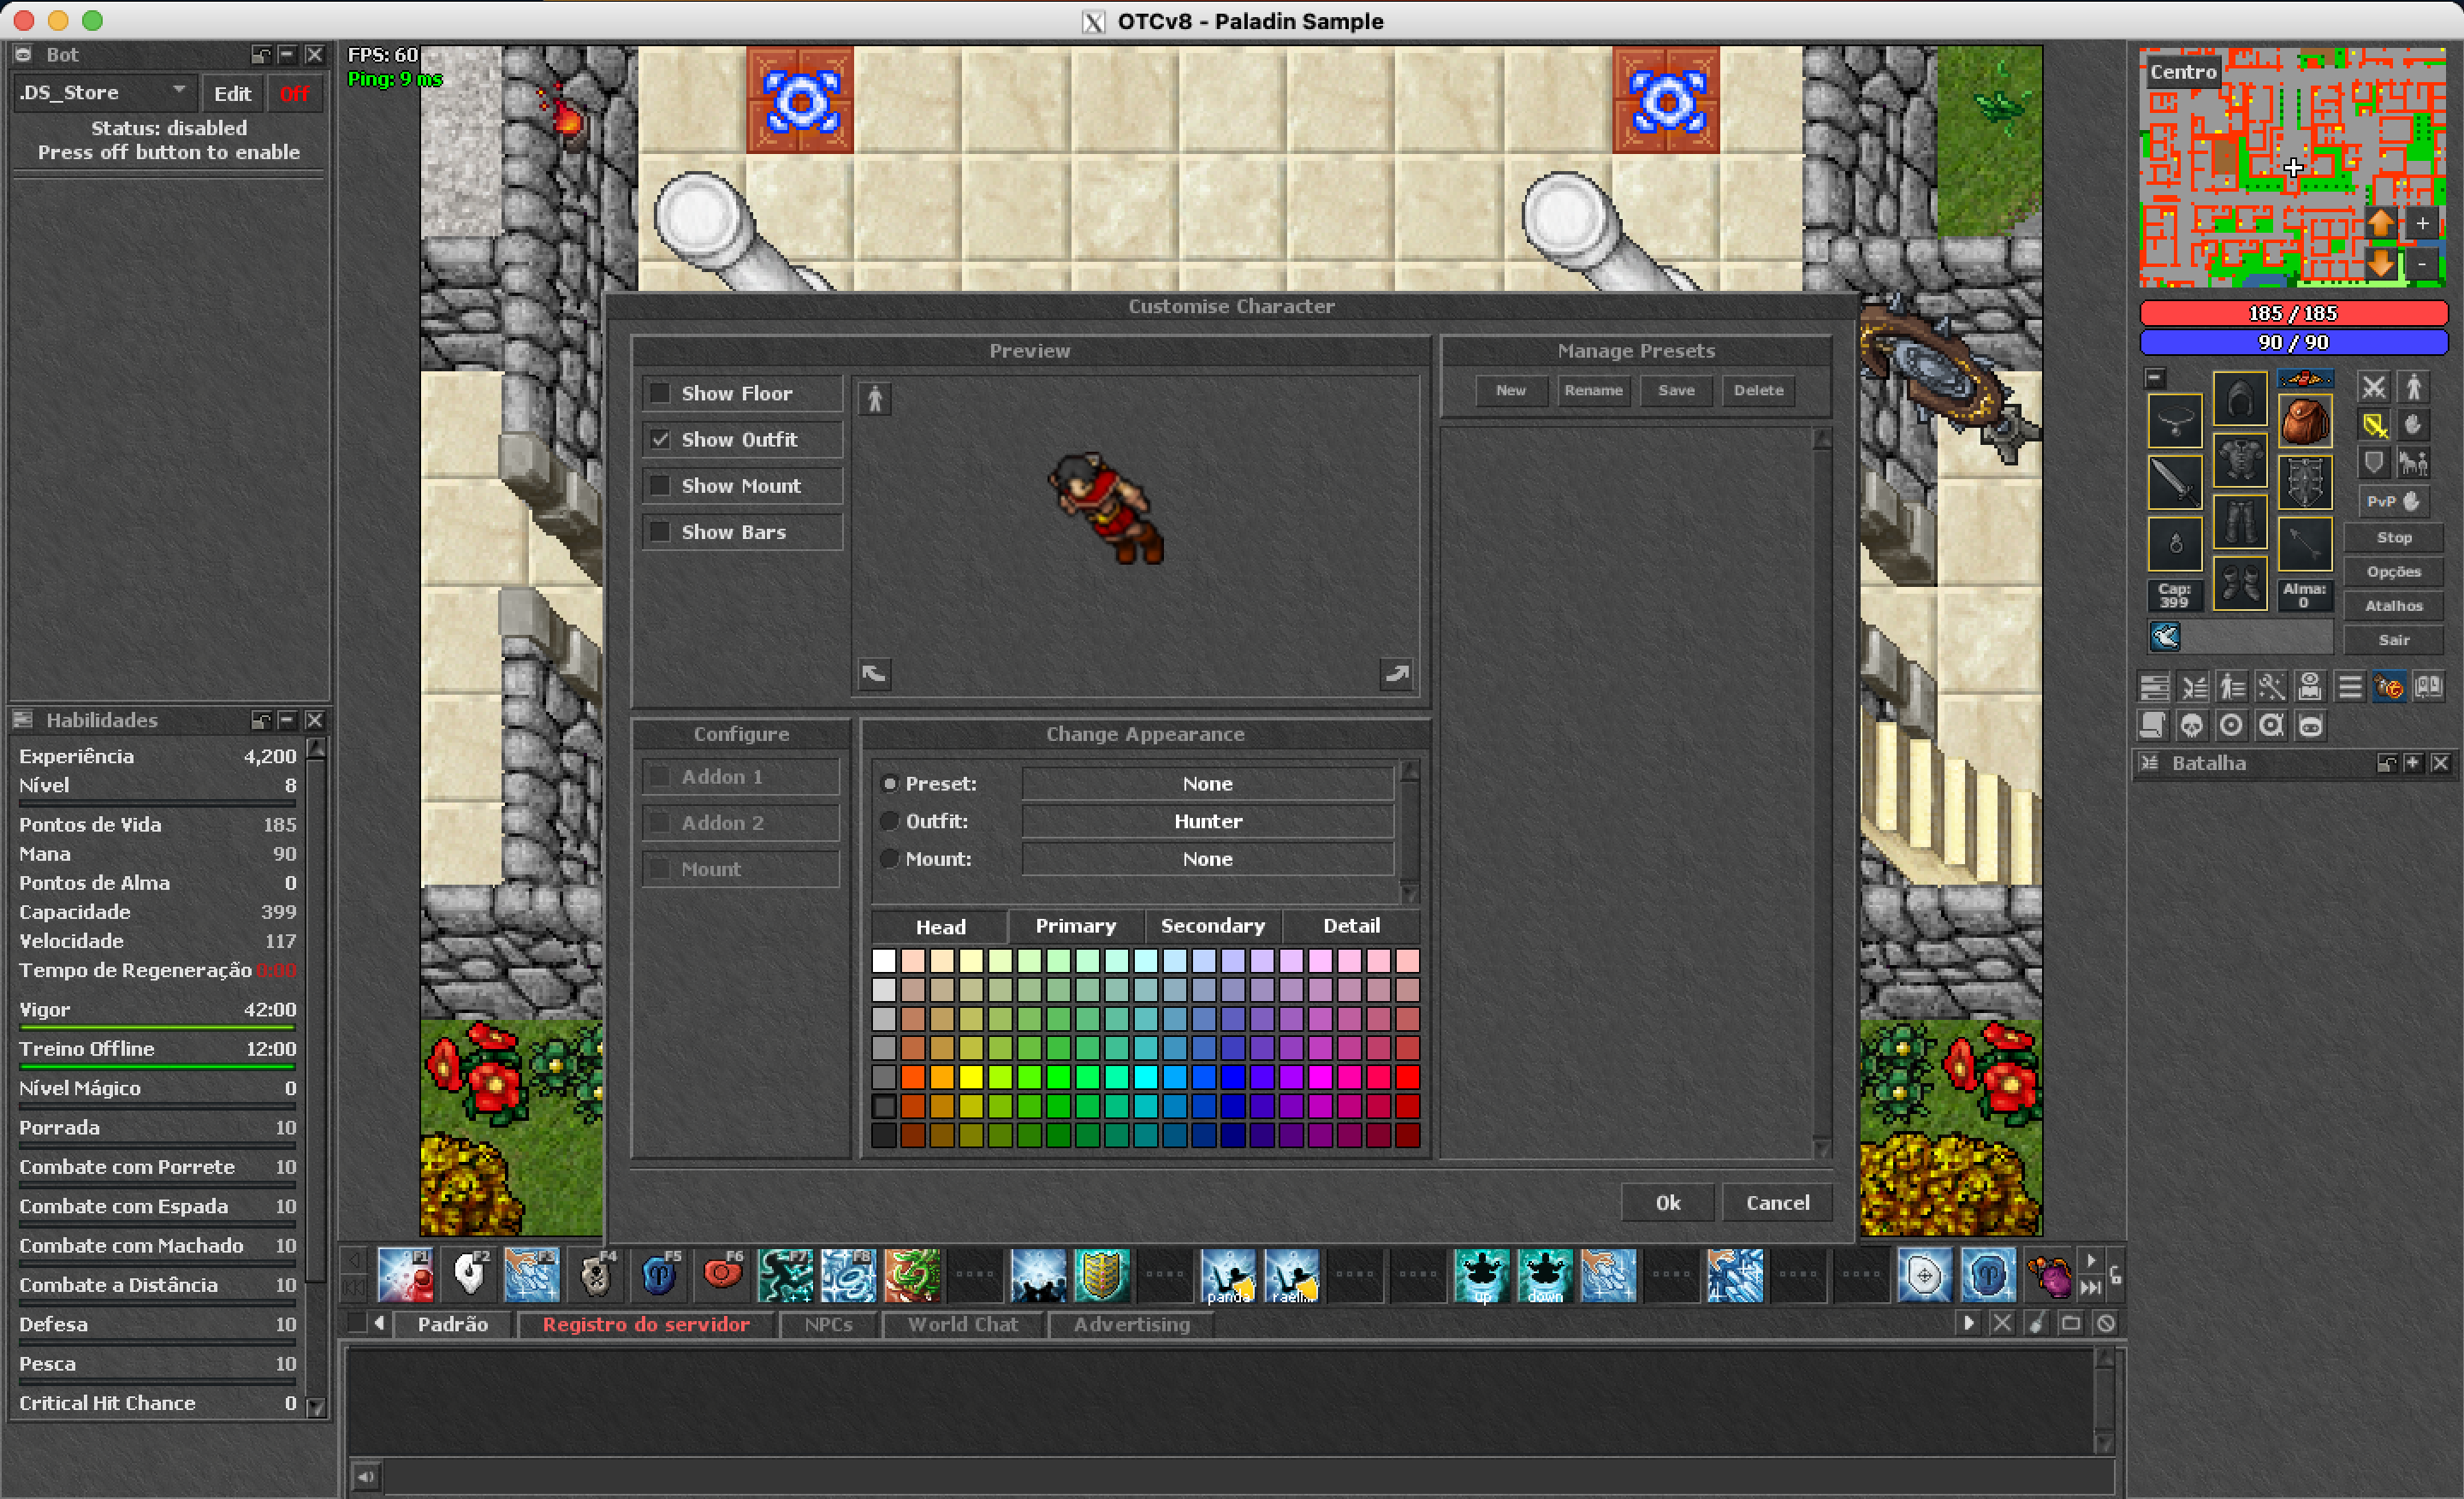 OTCv8 - Paladin Sample
Bot
.DS_Store
Edit
Off
Status: disabled
Press off button to enable
FPS: 60
Ping: 9 ms
Centro
+
-
185 / 185
90 / 90
PvP
Stop
Opções
Atalhos
Sair
Cap:
399
Alma:
0
Batalha
Habilidades
Experiência 4,200
Nível 8
Pontos de Vida 185
Mana 90
Pontos de Alma 0
Capacidade 399
Velocidade 117
Tempo de Regeneração 0:00
Vigor 42:00
Treino Offline 12:00
Nível Mágico 0
Porrada 10
Combate com Porrete 10
Combate com Espada 10
Combate com Machado 10
Combate a Distância 10
Defesa 10
Pesca 10
Critical Hit Chance 0
Customise Character
Preview
Show Floor
Show Outfit
Show Mount
Show Bars
Manage Presets
New
Rename
Save
Delete
Configure
Addon 1
Addon 2
Mount
Change Appearance
Preset: None
Outfit: Hunter
Mount: None
Head
Primary
Secondary
Detail
Ok
Cancel
F1
F2
F3
F4
F5
F6
F7
F8
panda
up
down
Padrão
Registro do servidor
NPCs
World Chat
Advertising